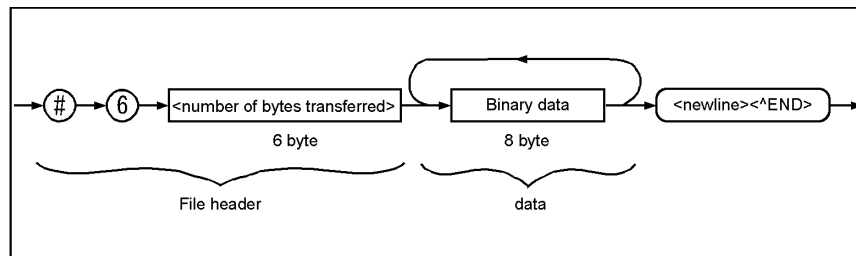 # 6 <number of bytes transferred> Binary data <newline><^END>
6 byte 8 byte
File header data